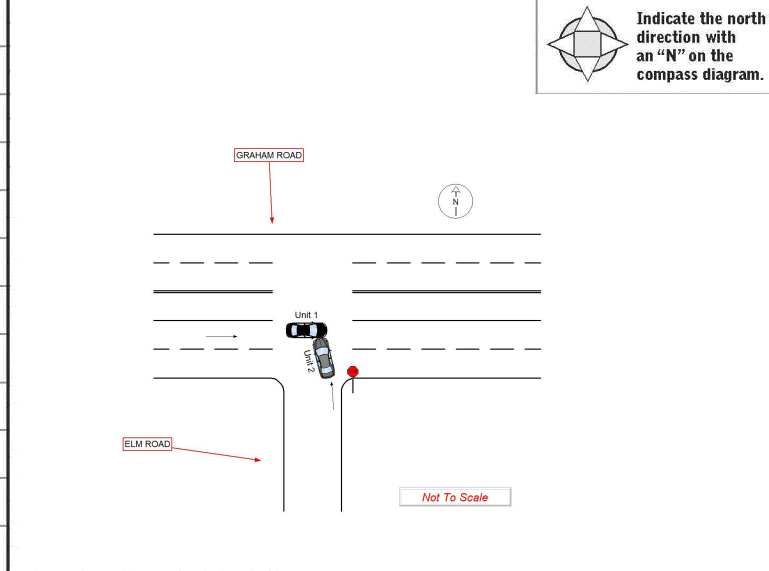 Indicate the north
direction with
an “N” on the
compass diagram.
GRAHAM ROAD
N
Unit 1
Unit 2
ELM ROAD
Not To Scale